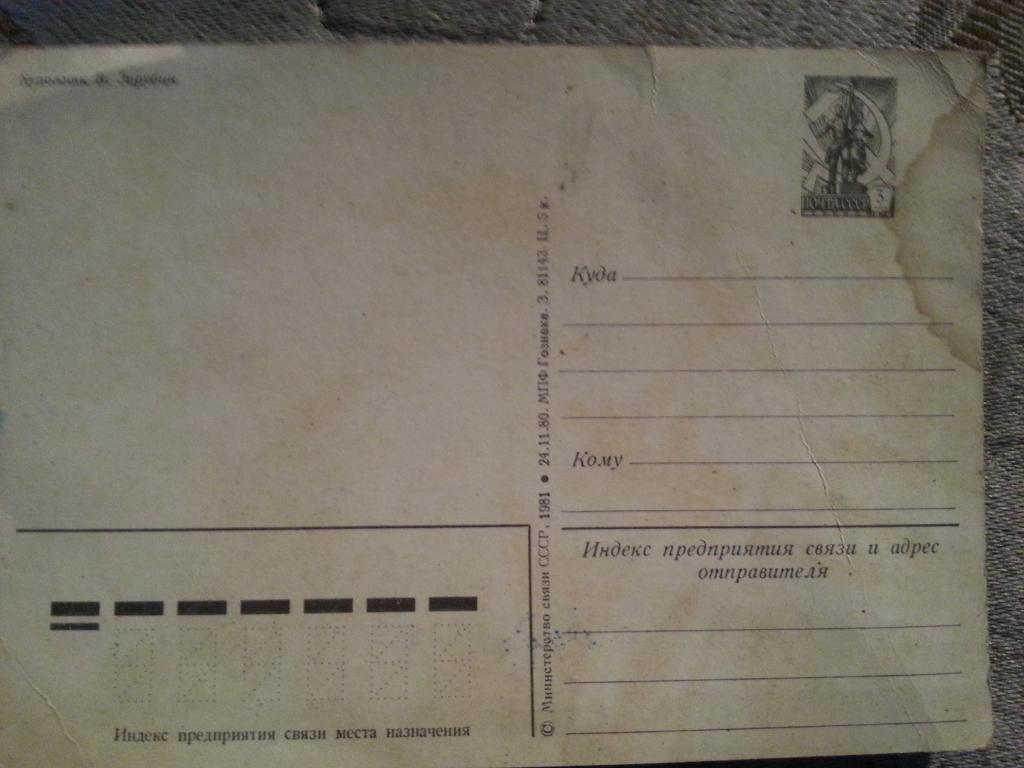 Художник В. Зарубин
ПОЧТА СССР
Куда
Кому
Индекс предприятия связи и адрес
отправителя
© Министерство связи СССР, 1981 ● 24.11.80. МПФ Гознака. З. 81143. Ц. 5 к.
Индекс предприятия связи места назначения